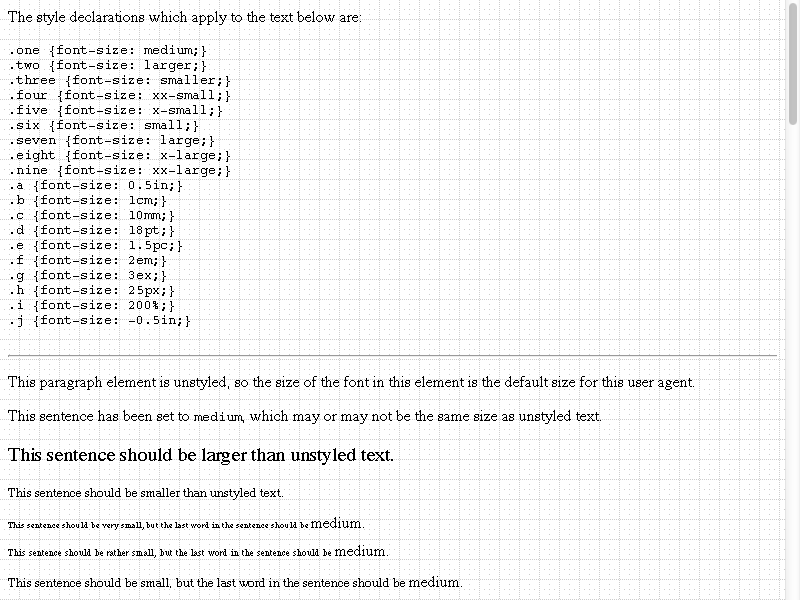 The style declarations which apply to the text below are:
.one {font-size: medium;}
.two {font-size: larger;}
.three {font-size: smaller;}
.four {font-size: xx-small;}
.five {font-size: x-small;}
.six {font-size: small;}
.seven {font-size: large;}
.eight {font-size: x-large;}
.nine {font-size: xx-large;}
.a {font-size: 0.5in;}
.b {font-size: 1cm;}
.c {font-size: 10mm;}
.d {font-size: 18pt;}
.e {font-size: 1.5pc;}
.f {font-size: 2em;}
.g {font-size: 3ex;}
.h {font-size: 25px;}
.i {font-size: 200%;}
.j {font-size: -0.5in;}
This paragraph element is unstyled, so the size of the font in this element is the default size for this user agent.
This sentence has been set to medium, which may or may not be the same size as unstyled text.
This sentence should be larger than unstyled text.
This sentence should be smaller than unstyled text.
This sentence should be very small, but the last word in the sentence should be medium.
This sentence should be rather small, but the last word in the sentence should be medium.
This sentence should be small, but the last word in the sentence should be medium.